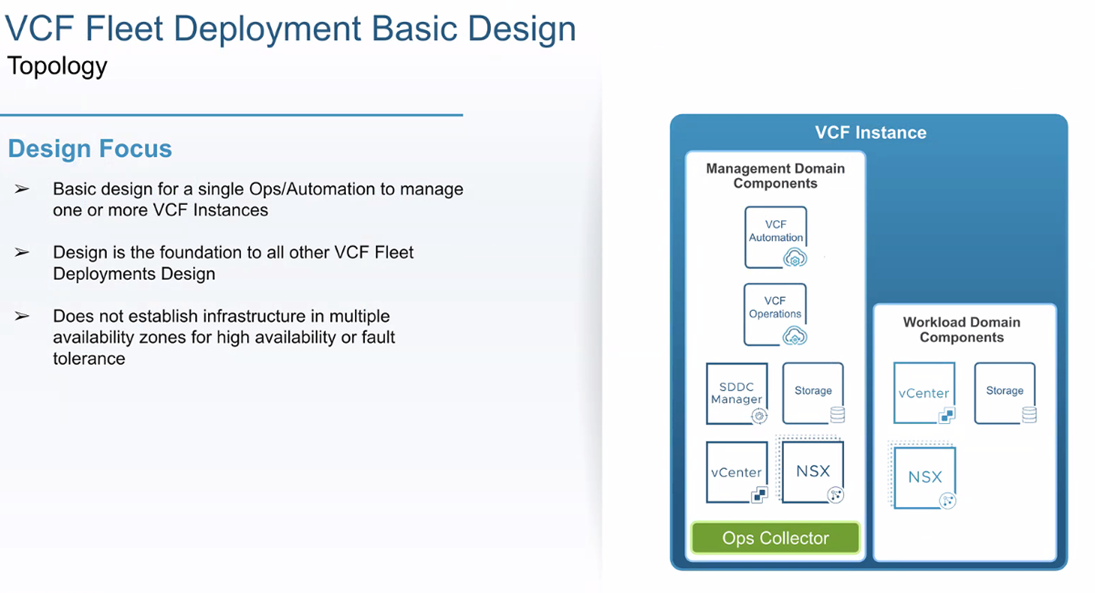 VCF Fleet Deployment Basic Design
Topology
Design Focus
➢ Basic design for a single Ops/Automation to manage
one or more VCF Instances
➢ Design is the foundation to all other VCF Fleet
Deployments Design
➢ Does not establish infrastructure in multiple
availability zones for high availability or fault
tolerance
VCF Instance
Management Domain
Components
VCF
Automation
VCF
Operations
SDDC
Manager
Storage
vCenter
NSX
Ops Collector
Workload Domain
Components
vCenter
Storage
NSX